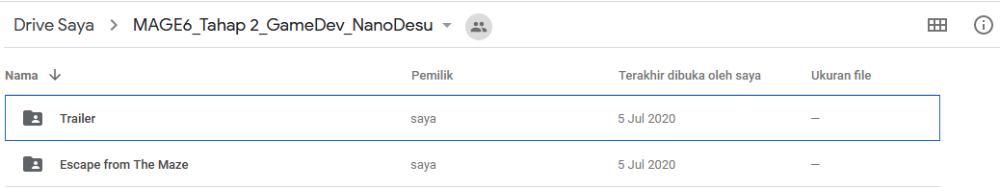 Drive Saya > MAGE6_Tahap 2_GameDev_NanoDesu
Nama Pemilik Terakhir dibuka oleh saya Ukuran file
Trailer saya 5 Jul 2020 —
Escape from The Maze saya 5 Jul 2020 —